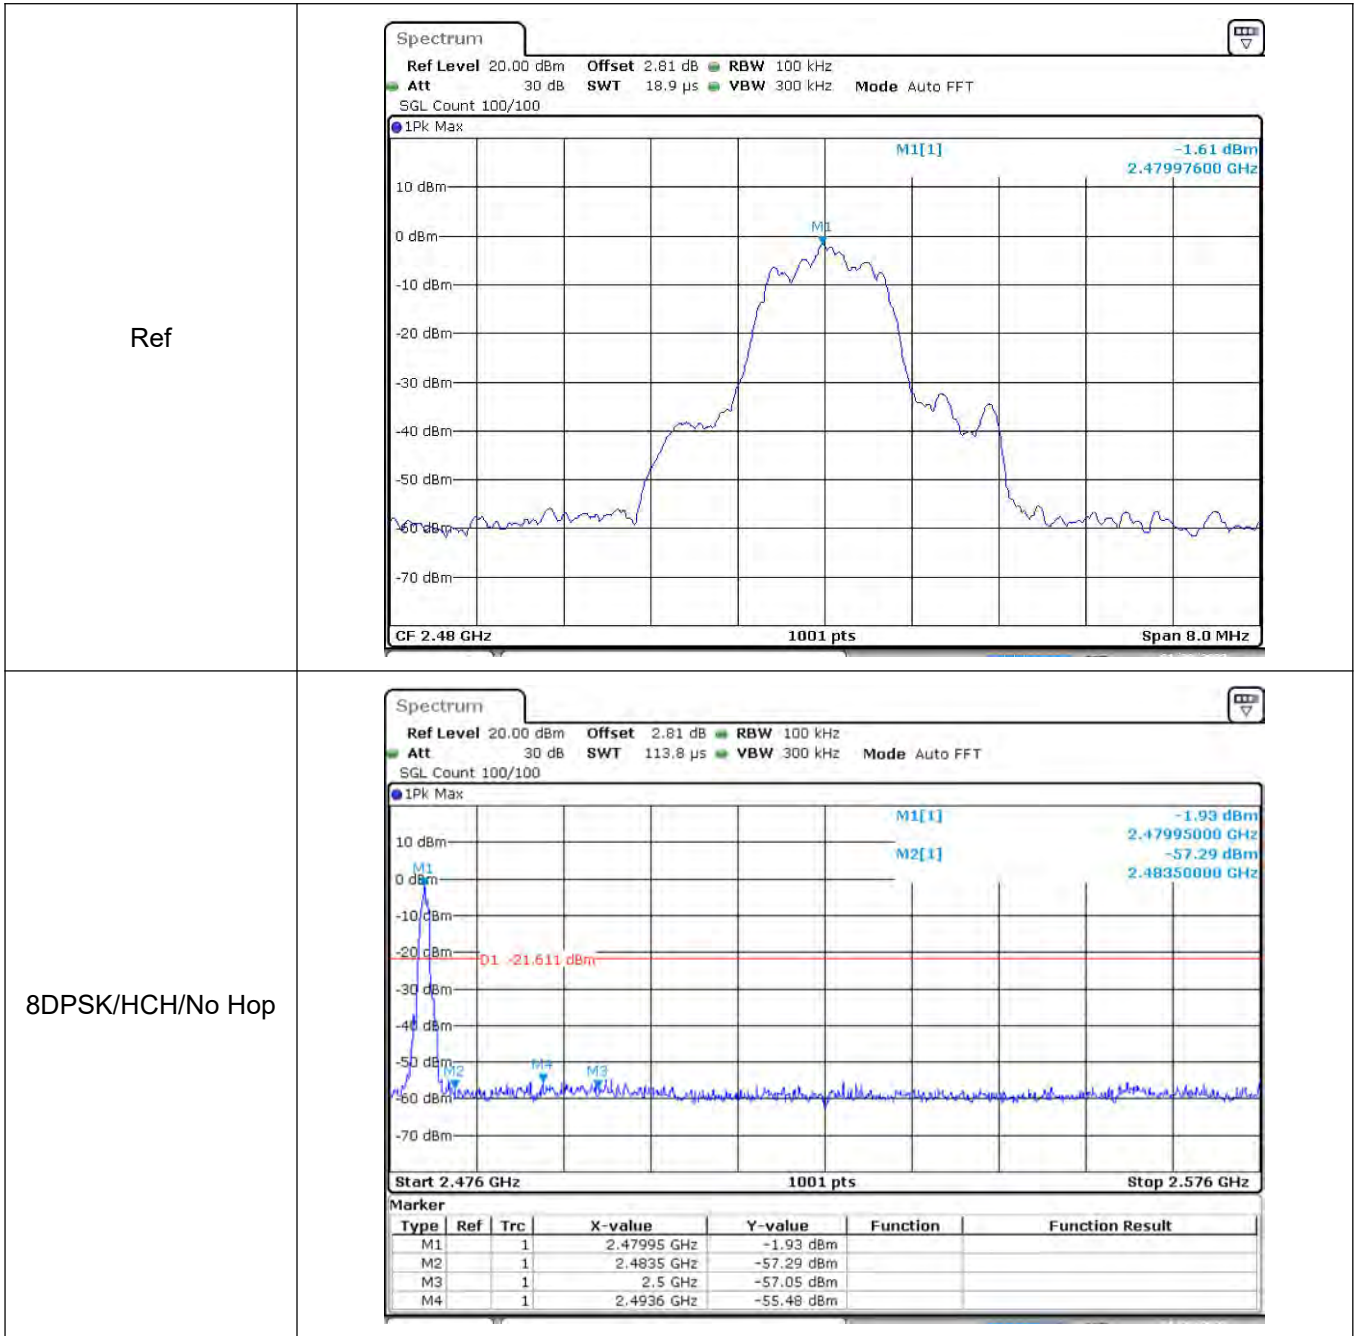 Ref
Spectrum
Ref Level 20.00 dBm Offset 2.81 dB RBW 100 kHz
Att 30 dB SWT 18.9 µs VBW 300 kHz Mode Auto FFT
SGL Count 100/100
1Pk Max
M1[1] -1.61 dBm
2.47997600 GHz
10 dBm
M1
0 dBm
-10 dBm
-20 dBm
-30 dBm
-40 dBm
-50 dBm
-60 dBm
-70 dBm
CF 2.48 GHz 1001 pts Span 8.0 MHz
8DPSK/HCH/No Hop
Spectrum
Ref Level 20.00 dBm Offset 2.81 dB RBW 100 kHz
Att 30 dB SWT 113.8 µs VBW 300 kHz Mode Auto FFT
SGL Count 100/100
1Pk Max
M1[1] -1.93 dBm
2.47995000 GHz
10 dBm
M2[1] -57.29 dBm
M1
2.48350000 GHz
0 dBm
-10 dBm
-20 dBm
D1 -21.611 dBm
-30 dBm
-40 dBm
-50 dBm
M2 M4 M3
-60 dBm
-70 dBm
Start 2.476 GHz 1001 pts Stop 2.576 GHz
Marker
Type Ref Trc X-value Y-value Function Function Result
M1 1 2.47995 GHz -1.93 dBm
M2 1 2.4835 GHz -57.29 dBm
M3 1 2.5 GHz -57.05 dBm
M4 1 2.4936 GHz -55.48 dBm